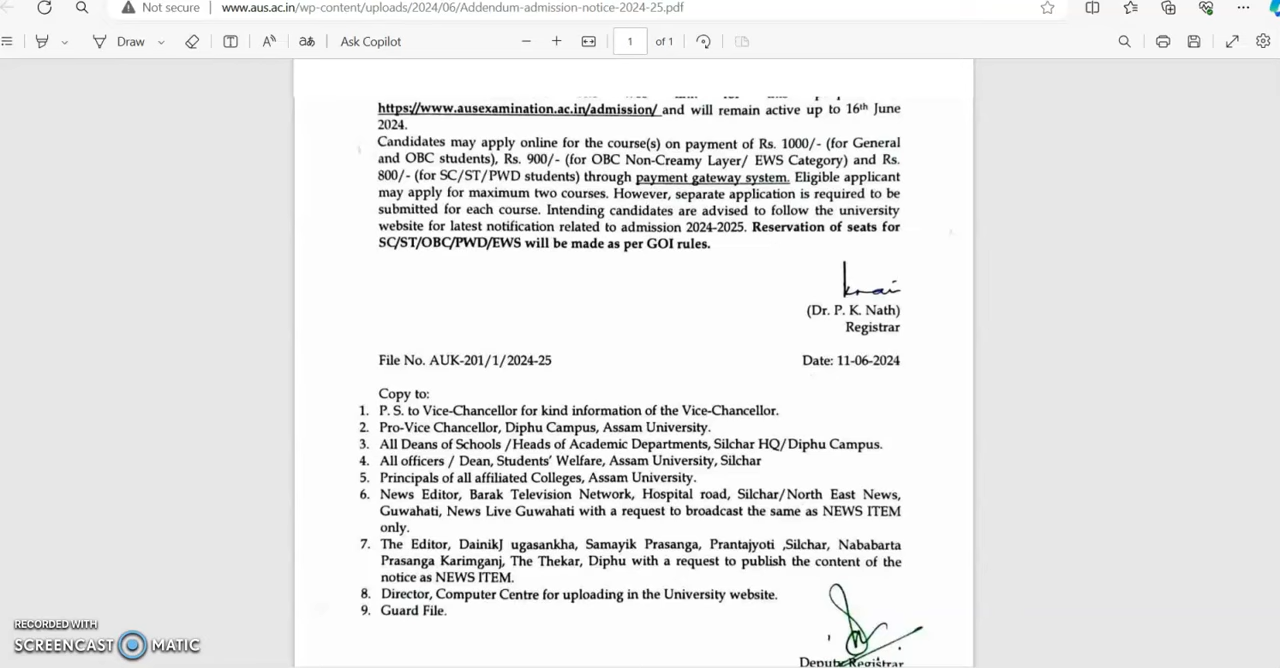 Not secure www.aus.ac.in/wp-content/uploads/2024/06/Addendum-admission-notice-2024-25.pdf
Draw aあ Ask Copilot 1 of 1
https://www.ausexamination.ac.in/admission/ and will remain active up to 16th June
2024.
Candidates may apply online for the course(s) on payment of Rs. 1000/- (for General
and OBC students), Rs. 900/- (for OBC Non-Creamy Layer/ EWS Category) and Rs.
800/- (for SC/ST/PWD students) through payment gateway system. Eligible applicant
may apply for maximum two courses. However, separate application is required to be
submitted for each course. Intending candidates are advised to follow the university
website for latest notification related to admission 2024-2025. Reservation of seats for
SC/ST/OBC/PWD/EWS will be made as per GOI rules.
(Dr. P. K. Nath)
Registrar
File No. AUK-201/1/2024-25 Date: 11-06-2024
Copy to:
1. P. S. to Vice-Chancellor for kind information of the Vice-Chancellor.
2. Pro-Vice Chancellor, Diphu Campus, Assam University.
3. All Deans of Schools /Heads of Academic Departments, Silchar HQ/Diphu Campus.
4. All officers / Dean, Students' Welfare, Assam University, Silchar
5. Principals of all affiliated Colleges, Assam University.
6. News Editor, Barak Television Network, Hospital road, Silchar/North East News,
Guwahati, News Live Guwahati with a request to broadcast the same as NEWS ITEM
only.
7. The Editor, DainikJ ugasankha, Samayik Prasanga, Prantajyoti ,Silchar, Nababarta
Prasanga Karimganj, The Thekar, Diphu with a request to publish the content of the
notice as NEWS ITEM.
8. Director, Computer Centre for uploading in the University website.
9. Guard File.
Deputy Registrar
RECORDED WITH
SCREENCAST MATIC